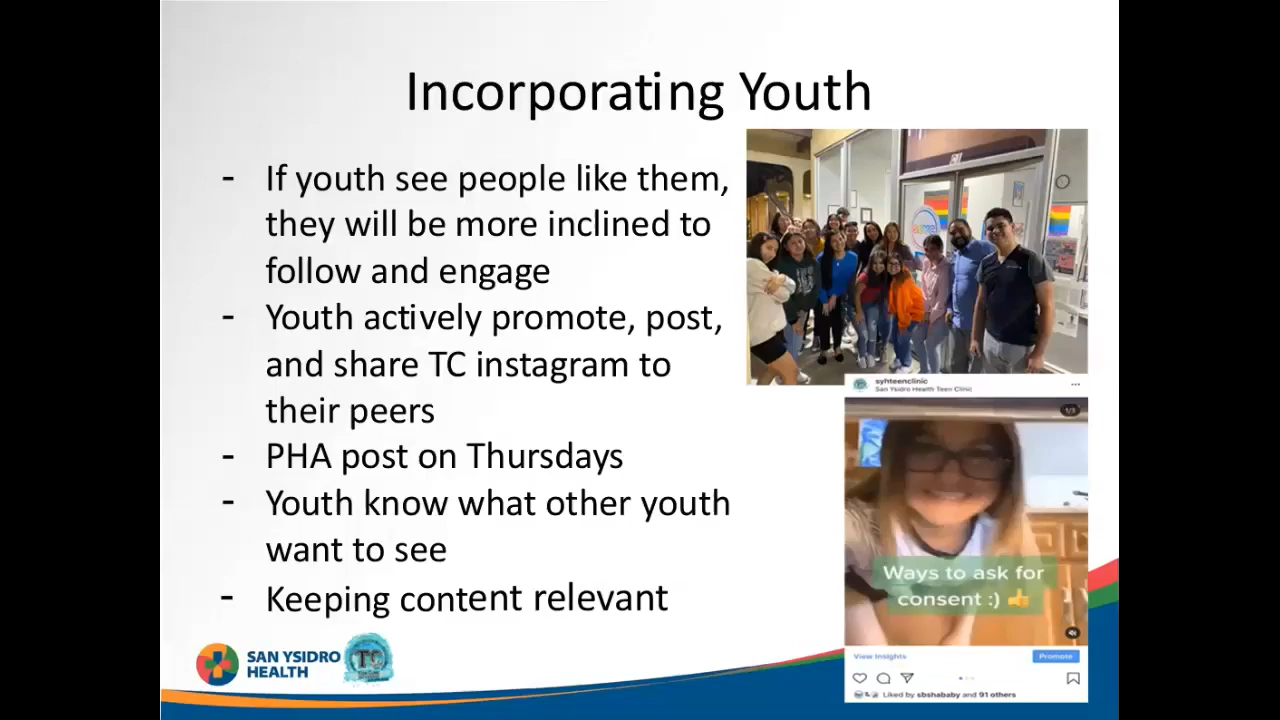 Incorporating Youth
- If youth see people like them,
they will be more inclined to
follow and engage
- Youth actively promote, post,
and share TC instagram to
their peers
- PHA post on Thursdays
- Youth know what other youth
want to see
- Keeping content relevant
syhteenclinic
San Ysidro Health Teen Clinic
1/3
Ways to ask for
consent :) 👍
View Insights
Promote
Liked by sbshababy and 91 others
SAN YSIDRO
HEALTH
TC